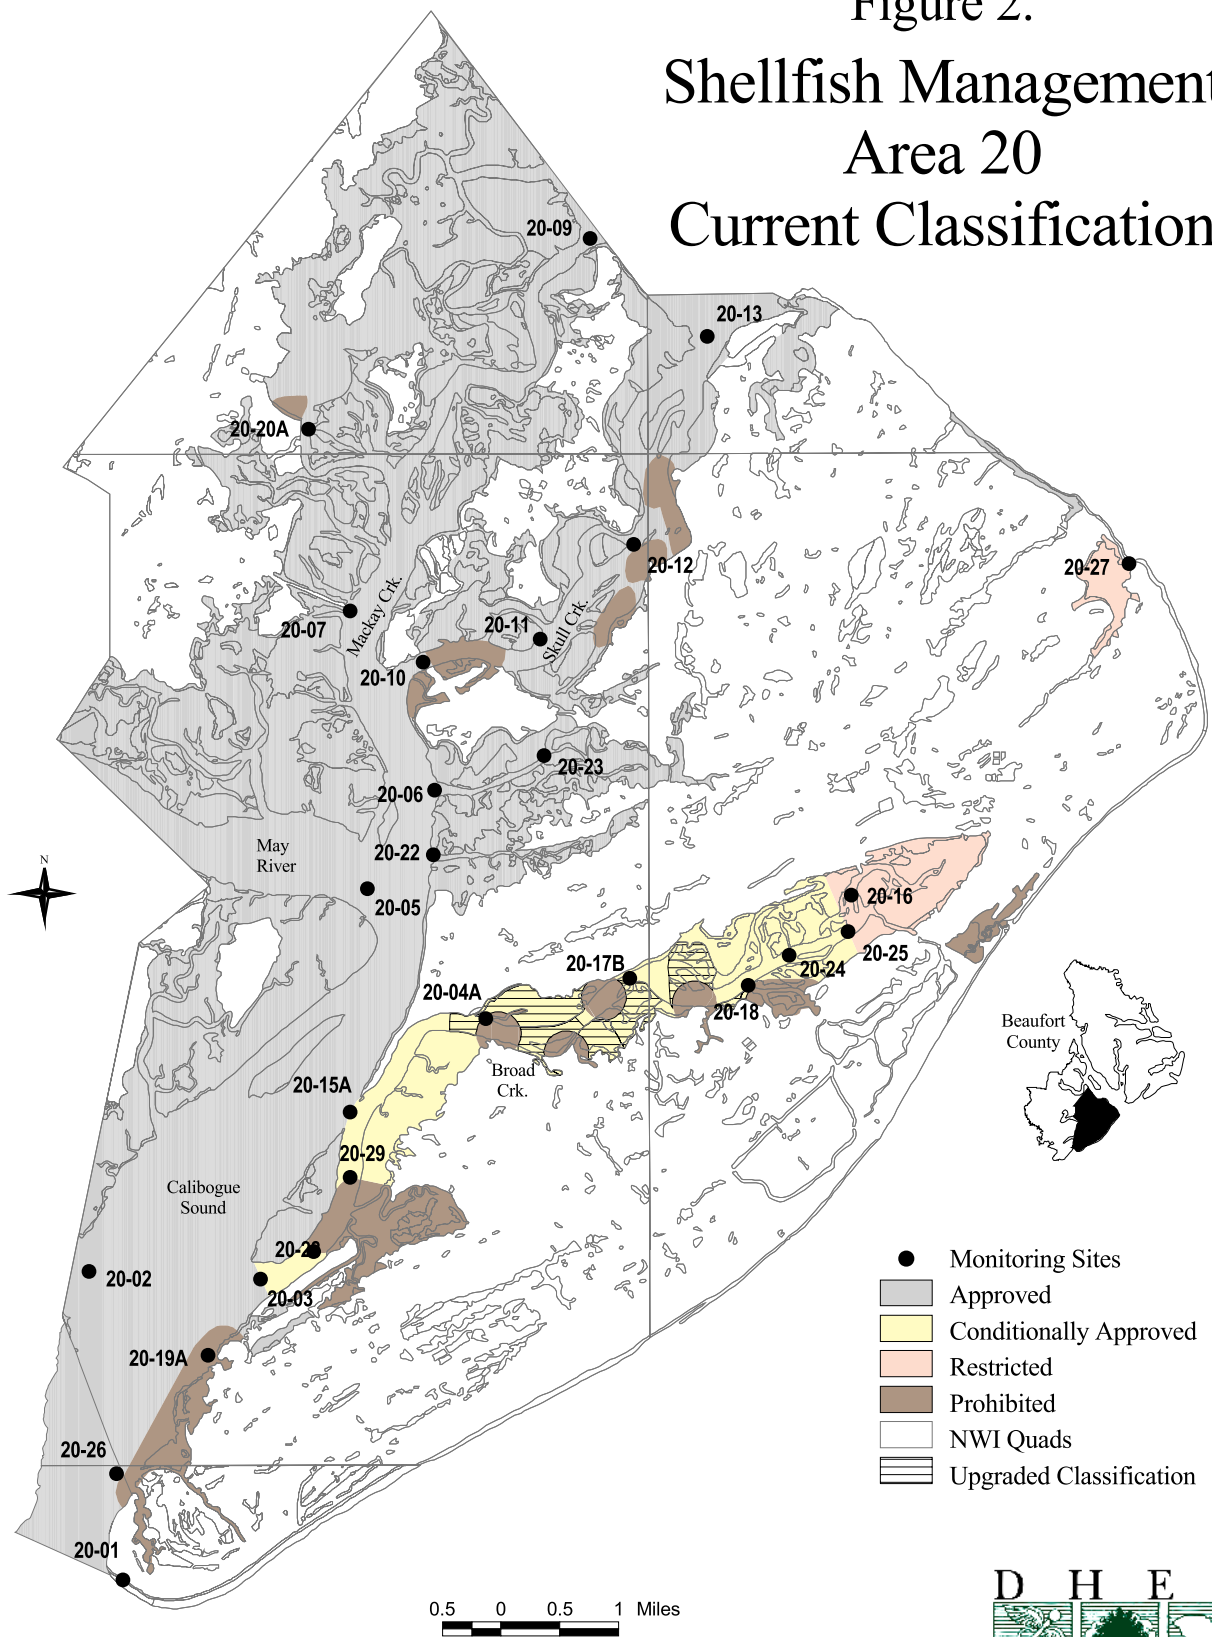 Figure 2.
Shellfish Management
Area 20
Current Classification
20-09
20-13
20-20A
20-12
20-27
20-07
Mackay Crk.
20-11
Skull Crk.
20-10
20-23
20-06
May
River
20-22
20-05
N
20-16
20-25
20-24
20-17B
20-18
20-04A
Broad
Crk.
Beaufort
County
20-15A
20-29
Calibogue
Sound
20-02
20-03
20-19A
20-26
20-01
Monitoring Sites
Approved
Conditionally Approved
Restricted
Prohibited
NWI Quads
Upgraded Classification
0.5 0 0.5 1 Miles
D H E